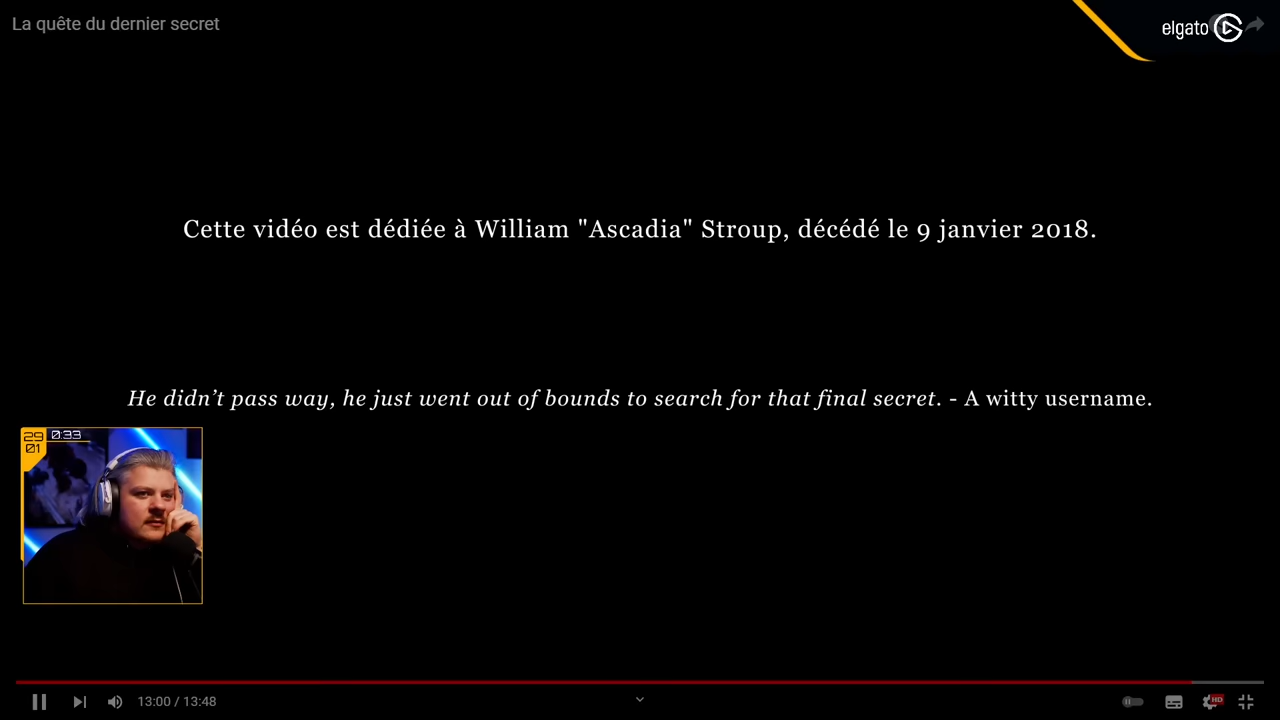 La quête du dernier secret
elgato
Cette vidéo est dédiée à William "Ascadia" Stroup, décédé le 9 janvier 2018.
He didn’t pass way, he just went out of bounds to search for that final secret. - A witty username.
29
01
0:33
13:00 / 13:48
HD